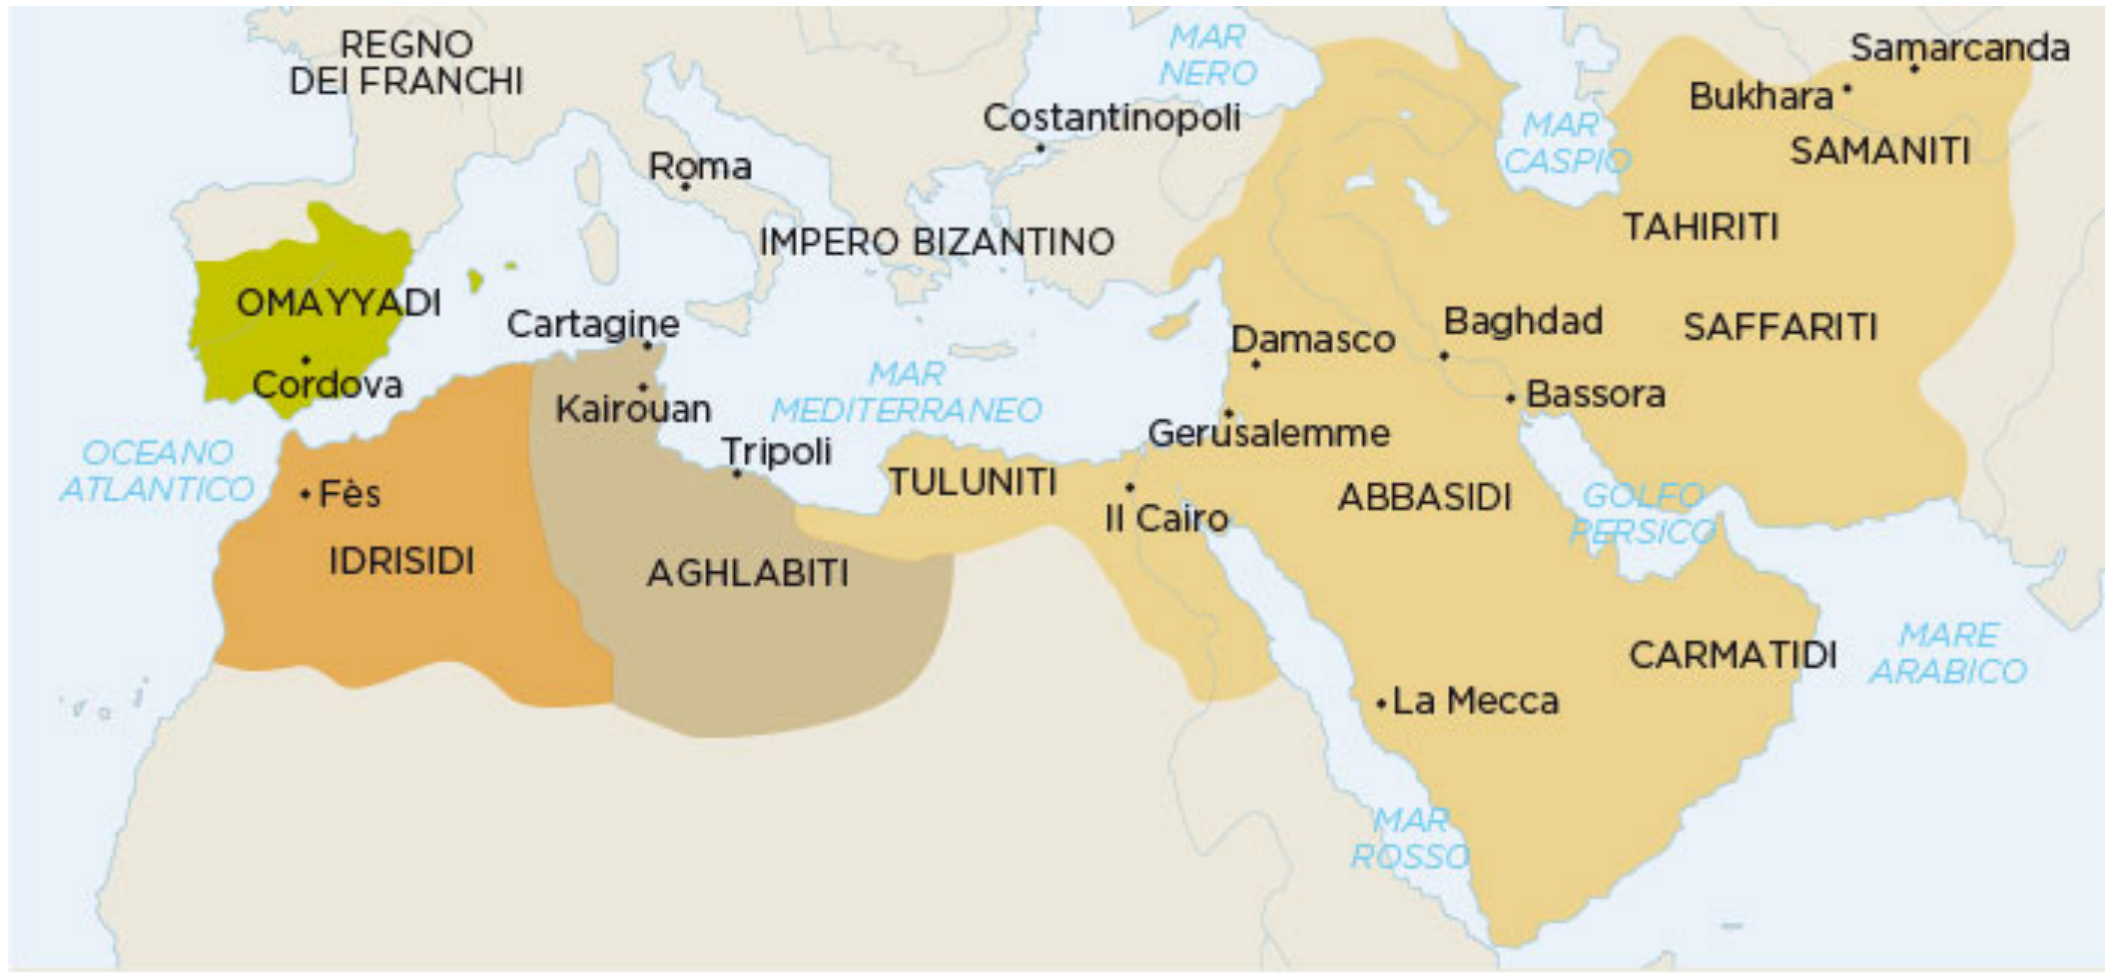 REGNO
DEI FRANCHI
MAR
NERO
Samarcanda
Bukhara
Costantinopoli
MAR
CASPIO
SAMANITI
Roma
TAHIRITI
IMPERO BIZANTINO
OMAYYADI
Cartagine
Baghdad
SAFFARITI
Damasco
Cordova
MAR
MEDITERRANEO
Kairouan
Bassora
Gerusalemme
OCEANO
ATLANTICO
Tripoli
Fès
TULUNITI
ABBASIDI
GOLFO
PERSICO
Il Cairo
IDRISIDI
AGHLABITI
CARMATIDI
MARE
ARABICO
La Mecca
MAR
ROSSO